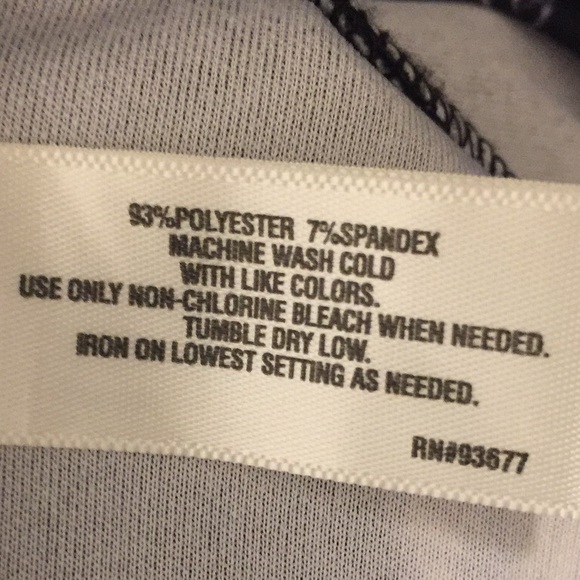 93%POLYESTER 7%SPANDEX
MACHINE WASH COLD
WITH LIKE COLORS.
USE ONLY NON-CHLORINE BLEACH WHEN NEEDED.
TUMBLE DRY LOW.
IRON ON LOWEST SETTING AS NEEDED.
RN#93677